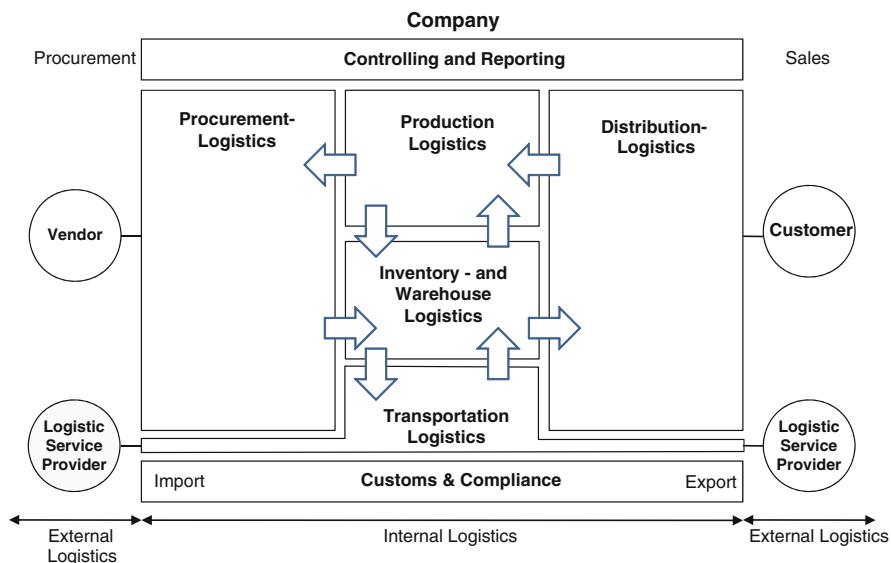 Company
Procurement
Controlling and Reporting
Sales
Procurement-
Logistics
Production
Logistics
Distribution-
Logistics
Vendor
Customer
Inventory - and
Warehouse
Logistics
Logistic
Service
Provider
Transportation
Logistics
Logistic
Service
Provider
Import
Customs & Compliance
Export
External
Logistics
Internal Logistics
External Logistics